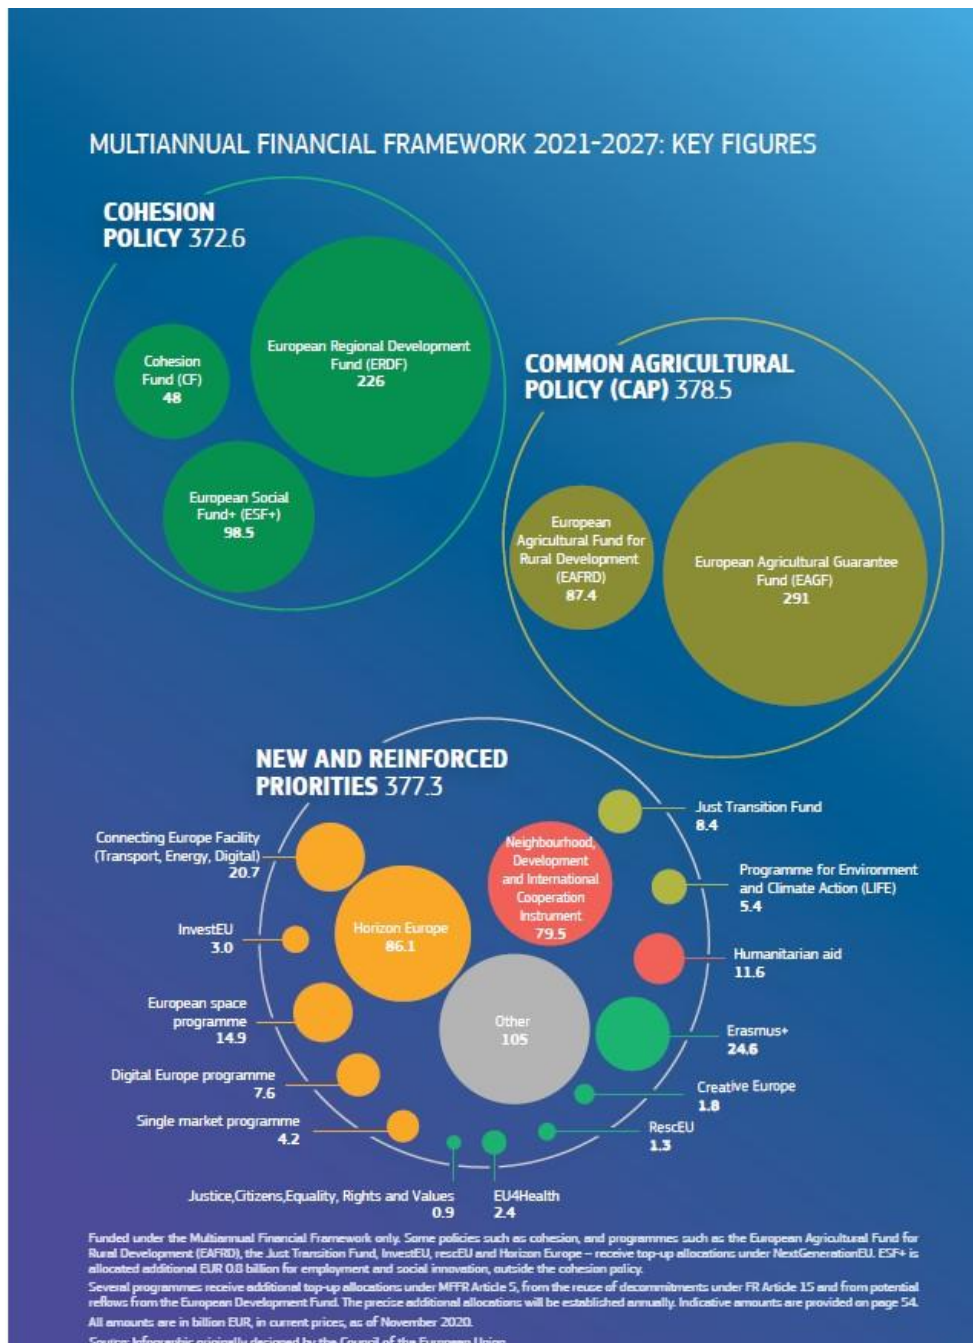 MULTIANNUAL FINANCIAL FRAMEWORK 2021-2027: KEY FIGURES
COHESION
POLICY 372.6
European Regional Development
Fund (ERDF)
226
Cohesion
Fund (CF)
48
European Social
Fund+ (ESF+)
98.5
COMMON AGRICULTURAL
POLICY (CAP) 378.5
European
Agricultural Fund for
Rural Development
(EAFRD)
87.4
European Agricultural Guarantee
Fund (EAGF)
291
NEW AND REINFORCED
PRIORITIES 377.3
Connecting Europe Facility
(Transport, Energy, Digital)
20.7
InvestEU
3.0
European space
programme
14.9
Digital Europe programme
7.6
Single market programme
4.2
Justice,Citizens,Equality, Rights and Values
0.9
EU4Health
2.4
Horizon Europe
86.1
Neighbourhood,
Development
and International
Cooperation
Instrument
79.5
Other
105
Just Transition Fund
8.4
Programme for Environment
and Climate Action (LIFE)
5.4
Humanitarian aid
11.6
Erasmus+
24.6
Creative Europe
1.8
RescEU
1.3
Funded under the Multiannual Financial Framework only. Some policies such as cohesion, and programmes such as the European Agricultural Fund for
Rural Development (EAFRD), the Just Transition Fund, InvestEU, rescEU and Horizon Europe – receive top-up allocations under NextGenerationEU. ESF+ is
allocated additional EUR 0.8 billion for employment and social innovation, outside the cohesion policy.
Several programmes receive additional top-up allocations under MFFR Article 5, from the reuse of decommitments under FR Article 15 and from potential
reflows from the European Development Fund. The precise additional allocations will be established annually. Indicative amounts are provided on page 54.
All amounts are in billion EUR, in current prices, as of November 2020.
Source: Infographic originally designed by the Council of the European Union